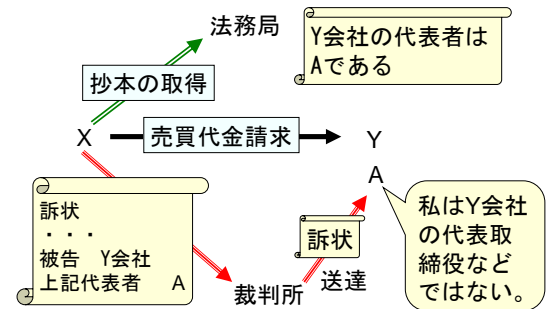 法務局
Y会社の代表者は
Aである
抄本の取得
X
売買代金請求
Y
A
訴状
・・・
被告 Y会社
上記代表者 A
訴状
裁判所
送達
私はY会社
の代表取
締役など
ではない。